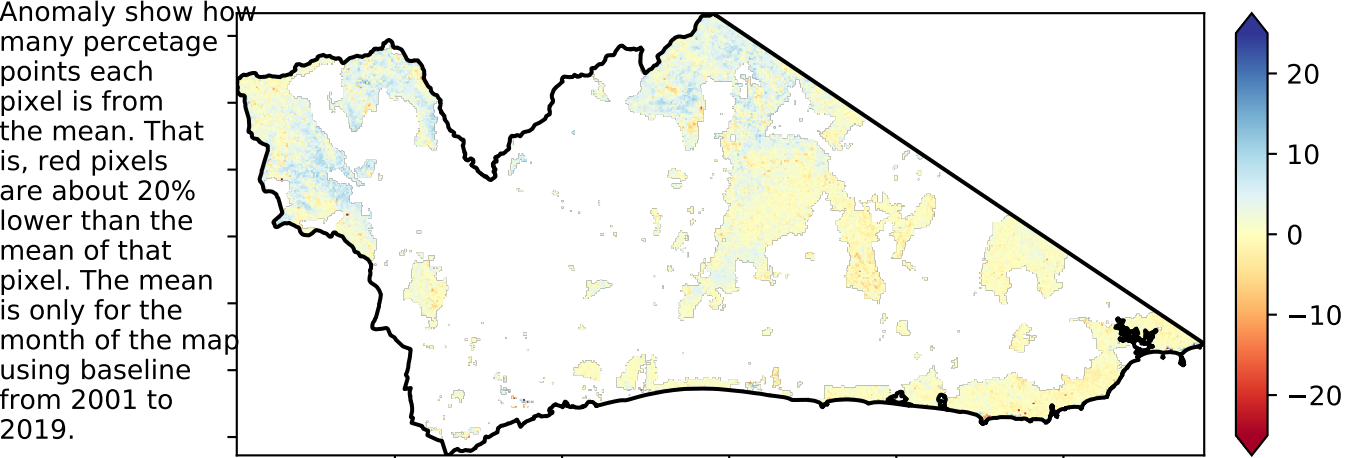 Anomaly show how
many percetage
points each
pixel is from
the mean. That
is, red pixels
are about 20%
lower than the
mean of that
pixel. The mean
is only for the
month of the map
using baseline
from 2001 to
2019.
20
10
0
−10
−20